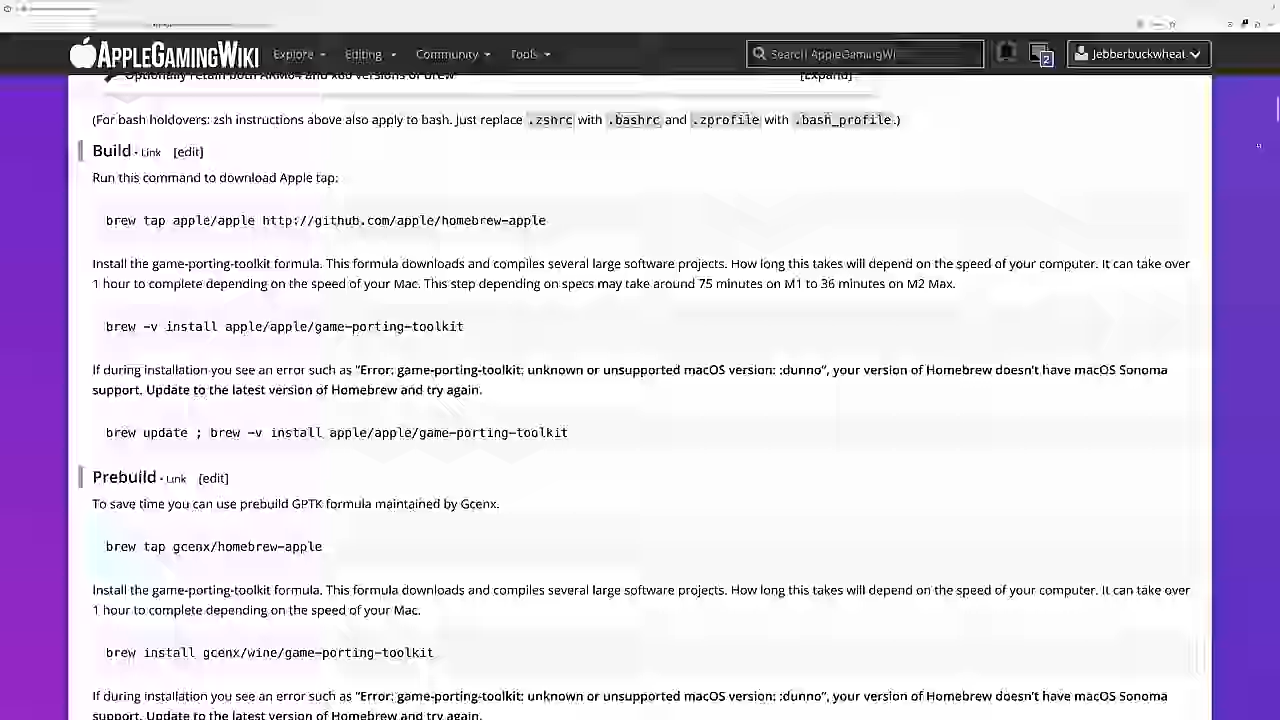 APPLEGAMINGWIKI Explore Editing Community Tools Search AppleGamingWi 2 Jebberbuckwheat
Optionally retain both ARM64 and x86 versions of brew [expand]
(For bash holdovers: zsh instructions above also apply to bash. Just replace .zshrc with .bashrc and .zprofile with .bash_profile.)
Build · Link [edit]
Run this command to download Apple tap:
brew tap apple/apple http://github.com/apple/homebrew-apple
Install the game-porting-toolkit formula. This formula downloads and compiles several large software projects. How long this takes will depend on the speed of your computer. It can take over
1 hour to complete depending on the speed of your Mac. This step depending on specs may take around 75 minutes on M1 to 36 minutes on M2 Max.
brew -v install apple/apple/game-porting-toolkit
If during installation you see an error such as "Error: game-porting-toolkit: unknown or unsupported macOS version: :dunno", your version of Homebrew doesn't have macOS Sonoma
support. Update to the latest version of Homebrew and try again.
brew update ; brew -v install apple/apple/game-porting-toolkit
Prebuild · Link [edit]
To save time you can use prebuild GPTK formula maintained by Gcenx.
brew tap gcenx/homebrew-apple
Install the game-porting-toolkit formula. This formula downloads and compiles several large software projects. How long this takes will depend on the speed of your computer. It can take over
1 hour to complete depending on the speed of your Mac.
brew install gcenx/wine/game-porting-toolkit
If during installation you see an error such as "Error: game-porting-toolkit: unknown or unsupported macOS version: :dunno", your version of Homebrew doesn't have macOS Sonoma
support. Update to the latest version of Homebrew and try again.